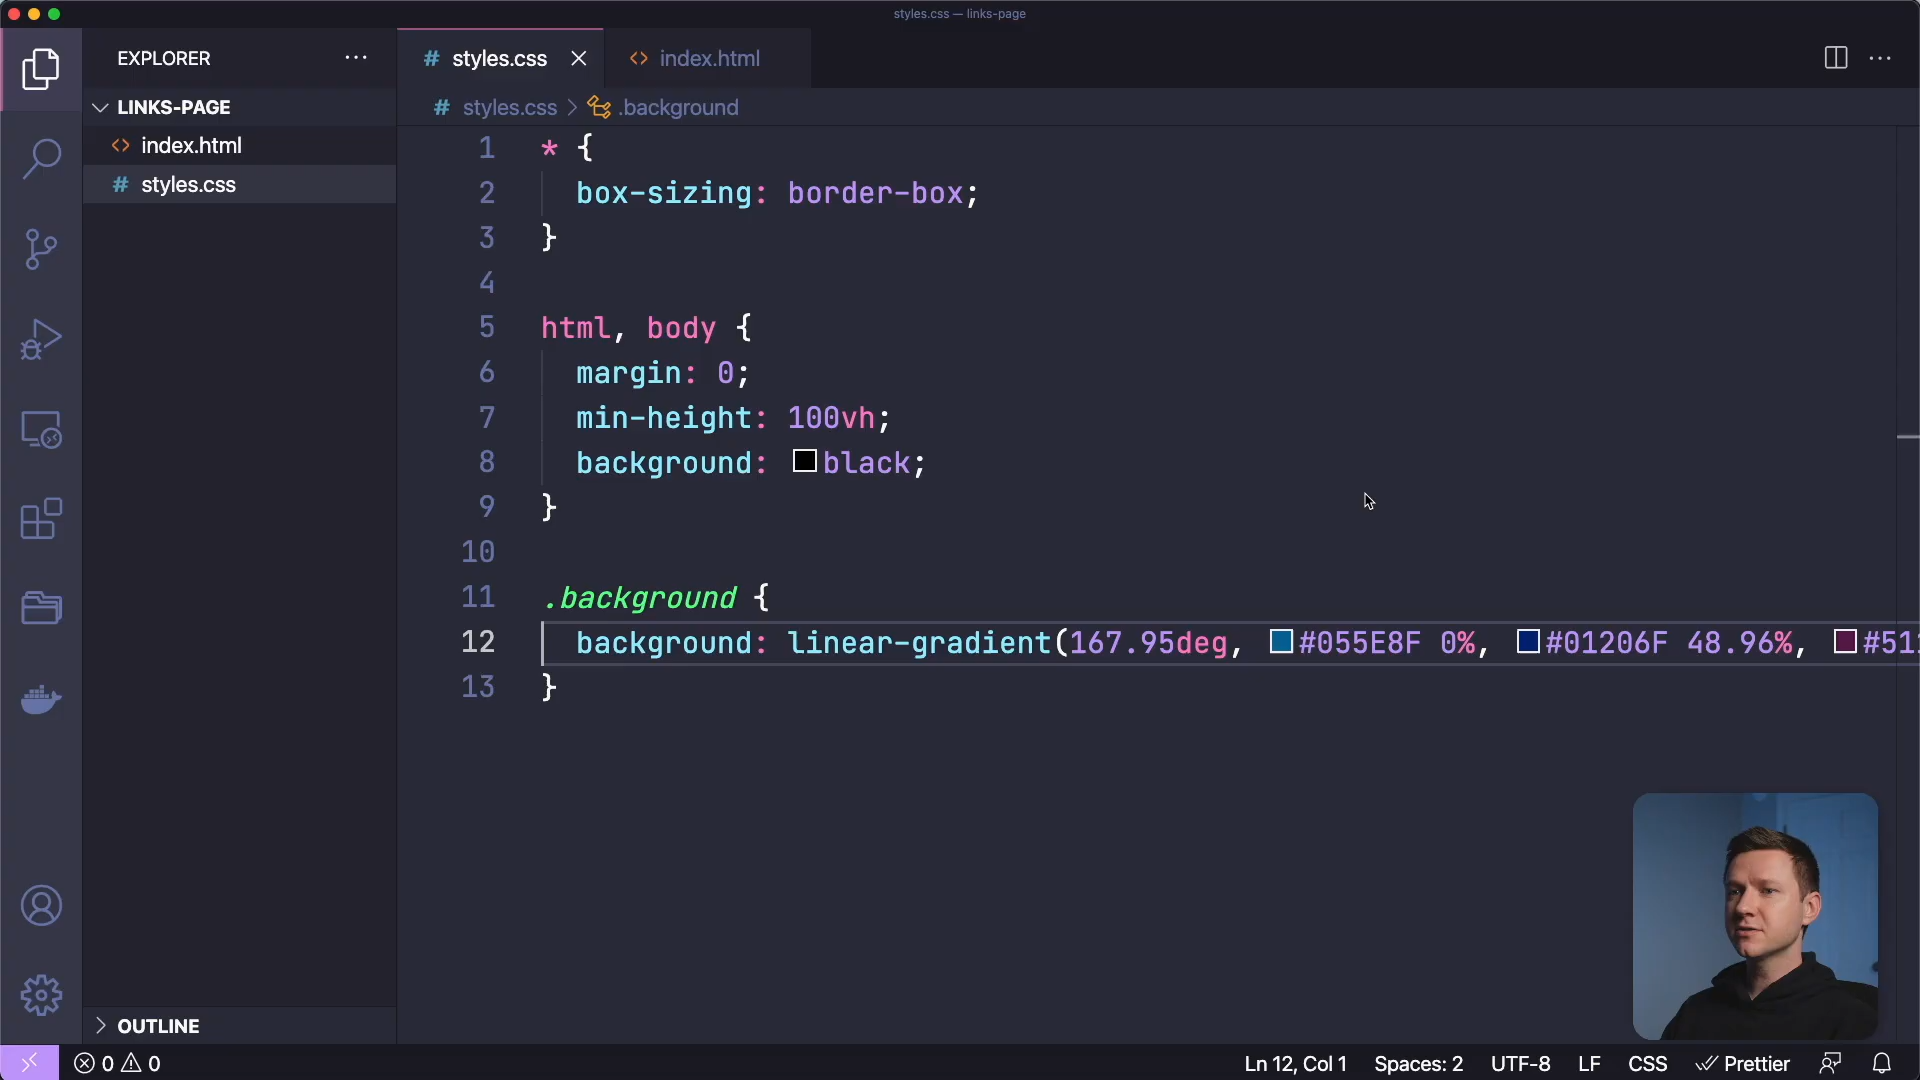 styles.css — links-page
EXPLORER
LINKS-PAGE
index.html
styles.css
OUTLINE
styles.css
index.html
styles.css > .background
1 * {
2 box-sizing: border-box;
3 }
4
5 html, body {
6 margin: 0;
7 min-height: 100vh;
8 background: black;
9 }
10
11 .background {
12 background: linear-gradient(167.95deg, #055E8F 0%, #01206F 48.96%, #511
13 }
0 0
Ln 12, Col 1 Spaces: 2 UTF-8 LF CSS Prettier